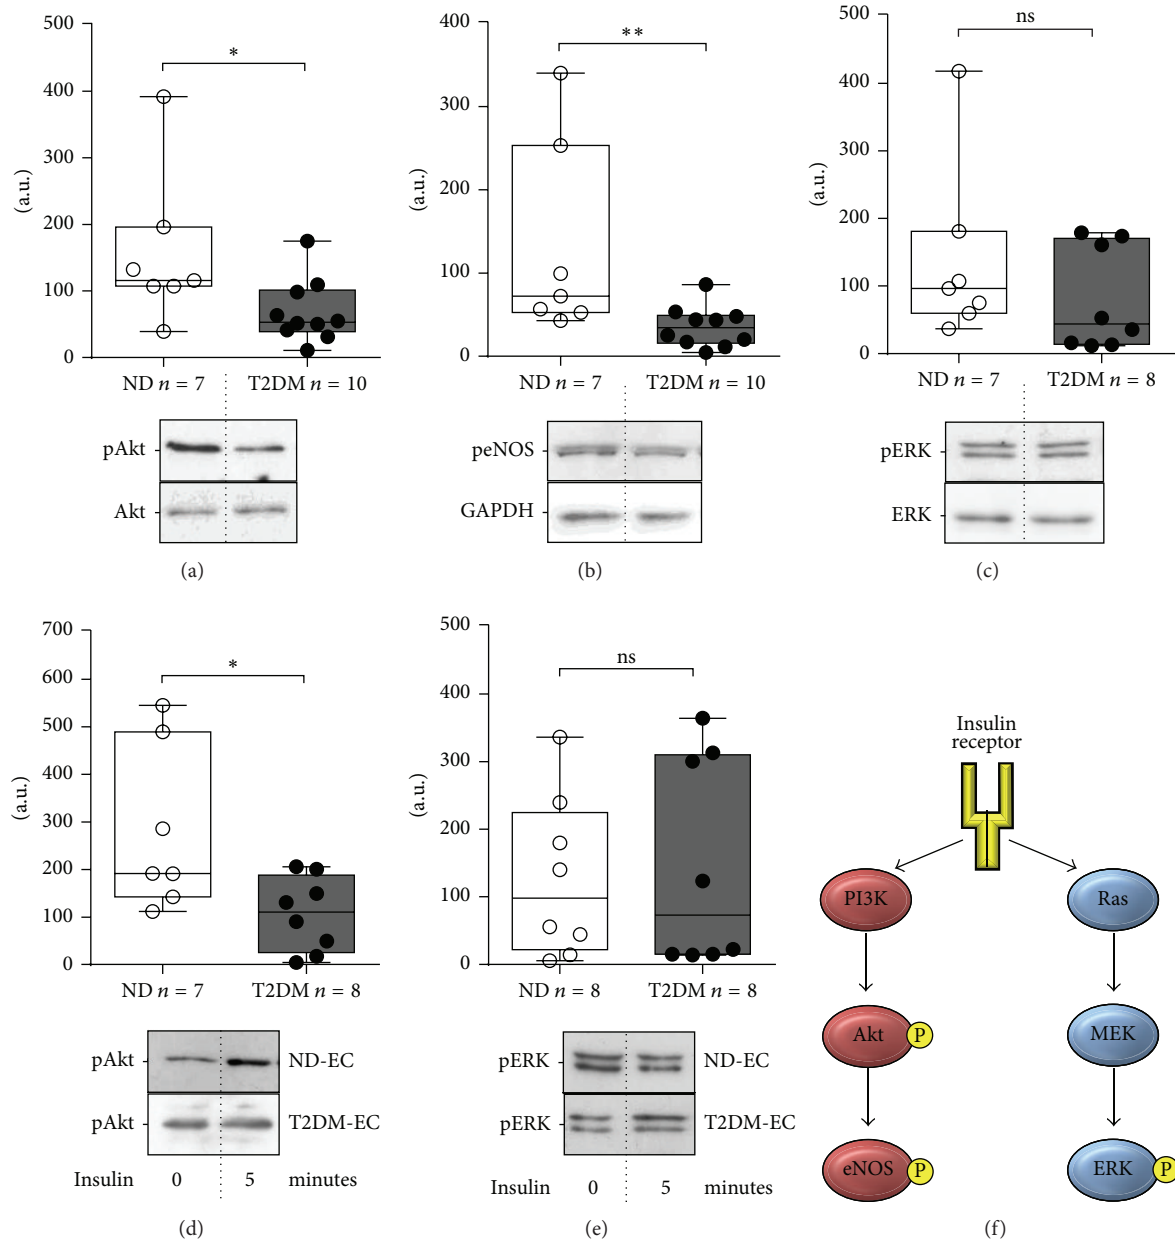 500
400
300
200
100
0
(a.u.)
*
ND n = 7
T2DM n = 10
pAkt
Akt
(a)
400
300
200
100
0
(a.u.)
**
ND n = 7
T2DM n = 10
peNOS
GAPDH
(b)
500
400
300
200
100
0
(a.u.)
ns
ND n = 7
T2DM n = 8
pERK
ERK
(c)
700
600
500
400
300
200
100
0
(a.u.)
*
ND n = 7
T2DM n = 8
pAkt
ND-EC
pAkt
T2DM-EC
Insulin 0 5 minutes
(d)
500
400
300
200
100
0
(a.u.)
ns
ND n = 8
T2DM n = 8
pERK
ND-EC
pERK
T2DM-EC
Insulin 0 5 minutes
(e)
Insulin
receptor
PI3K
Ras
Akt
P
MEK
eNOS
P
ERK
P
(f)